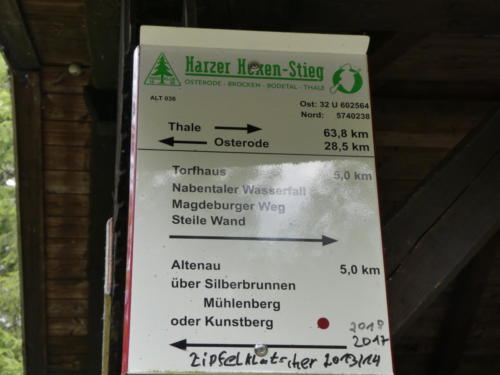 Harzer Hexen-Stieg
OSTERODE - BROCKEN - BODETAL - THALE
ALT 036
Ost: 32 U 602564
Nord: 5740238
Thale 63,8 km
Osterode 28,5 km
Torfhaus 5,0 km
Nabentaler Wasserfall
Magdeburger Weg
Steile Wand
Altenau 5,0 km
über Silberbrunnen
Mühlenberg
oder Kunstberg
2018
2017
Zipfelklatscher 2013/14